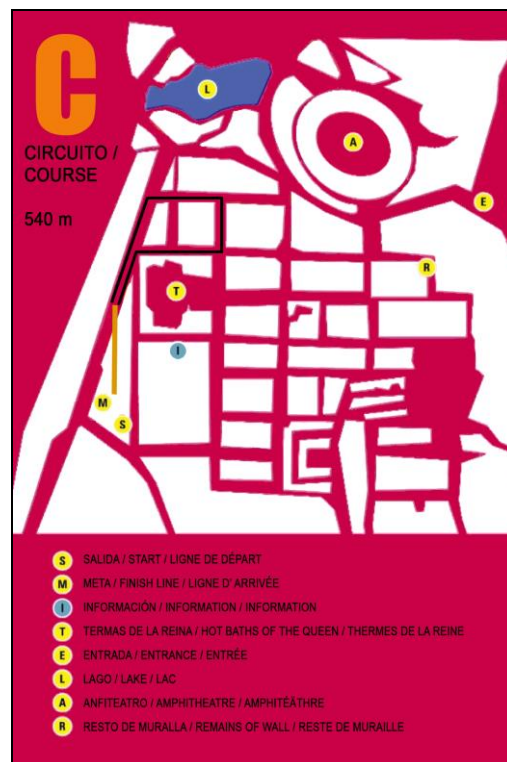 C
CIRCUITO /
COURSE
540 m
L
A
E
R
T
I
M
S
S SALIDA / START / LIGNE DE DÉPART
M META / FINISH LINE / LIGNE D' ARRIVÉE
I INFORMACIÓN / INFORMATION / INFORMATION
T TERMAS DE LA REINA / HOT BATHS OF THE QUEEN / THERMES DE LA REINE
E ENTRADA / ENTRANCE / ENTRÉE
L LAGO / LAKE / LAC
A ANFITEATRO / AMPHITHEATRE / AMPHITÉÂTHRE
R RESTO DE MURALLA / REMAINS OF WALL / RESTE DE MURAILLE